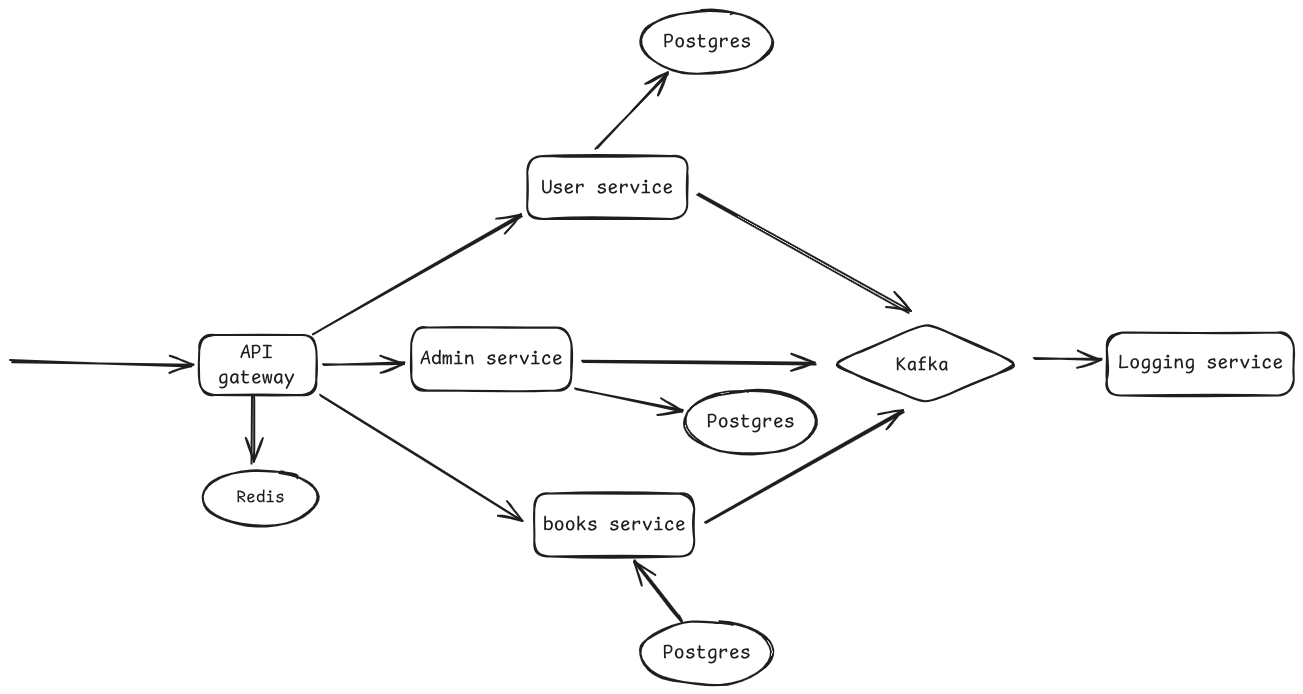 Postgres
User service
API
gateway
Admin service
Kafka
Logging service
Postgres
Redis
books service
Postgres